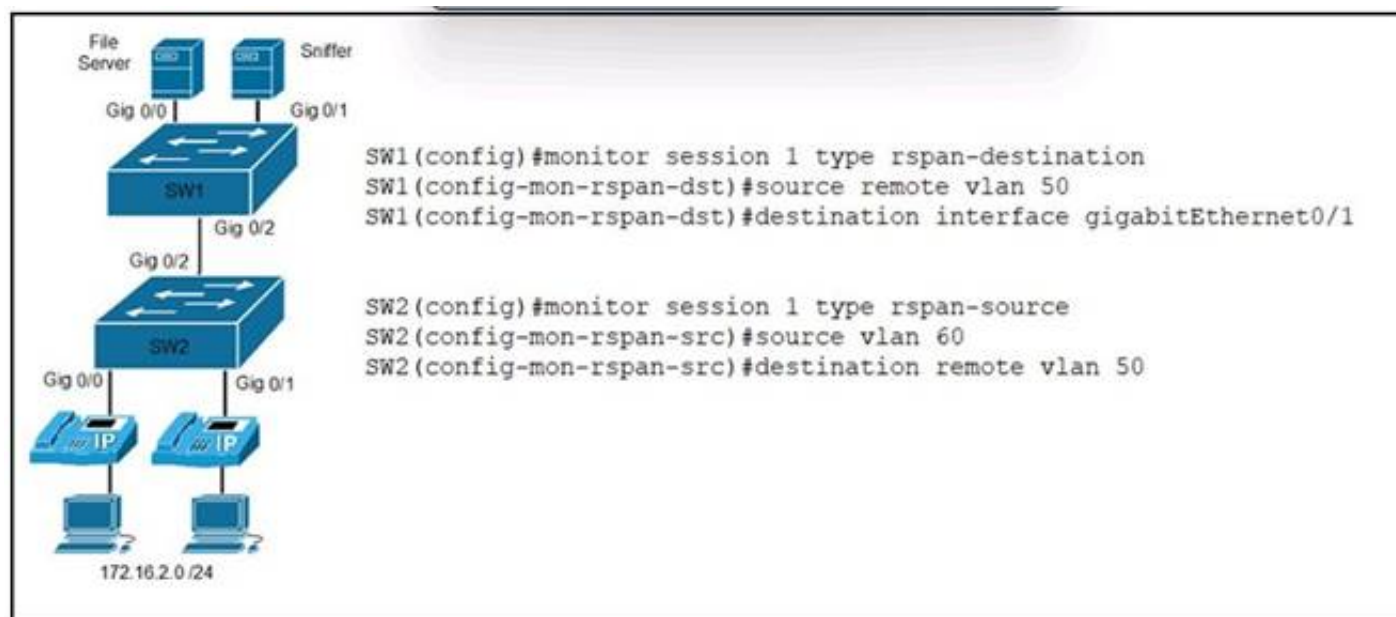 File
Server
Sniffer
Gig 0/0
Gig 0/1
SW1
Gig 0/2
Gig 0/2
SW2
Gig 0/0
Gig 0/1
IP
IP
172.16.2.0 /24
SW1(config)#monitor session 1 type rspan-destination
SW1(config-mon-rspan-dst)#source remote vlan 50
SW1(config-mon-rspan-dst)#destination interface gigabitEthernet0/1
SW2(config)#monitor session 1 type rspan-source
SW2(config-mon-rspan-src)#source vlan 60
SW2(config-mon-rspan-src)#destination remote vlan 50